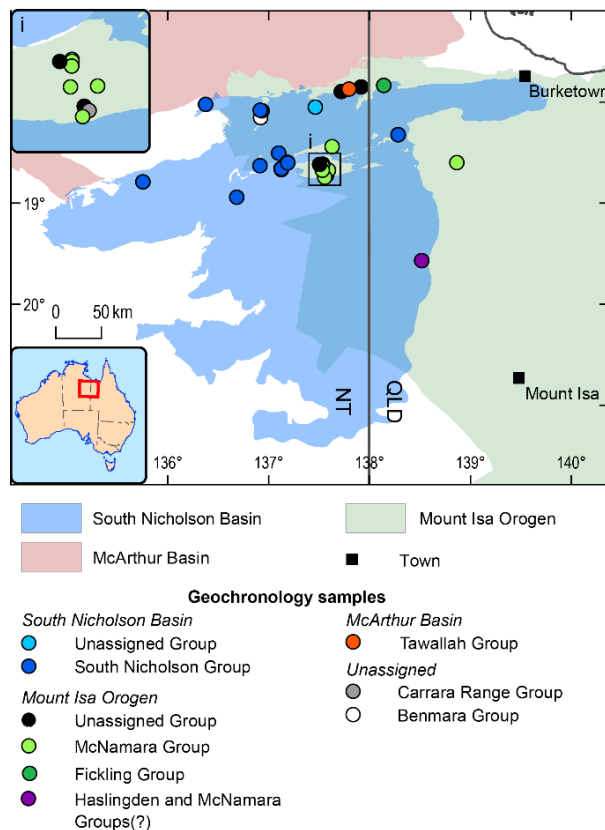 i
Burketown
i
19°
20°
0 50 km
NT
QLD
Mount Isa
136° 137° 138° 139° 140°
South Nicholson Basin
Mount Isa Orogen
McArthur Basin
Town
Geochronology samples
South Nicholson Basin
Unassigned Group
South Nicholson Group
Mount Isa Orogen
Unassigned Group
McNamara Group
Fickling Group
Haslingden and McNamara
Groups(?)
McArthur Basin
Tawallah Group
Unassigned
Carrara Range Group
Benmara Group